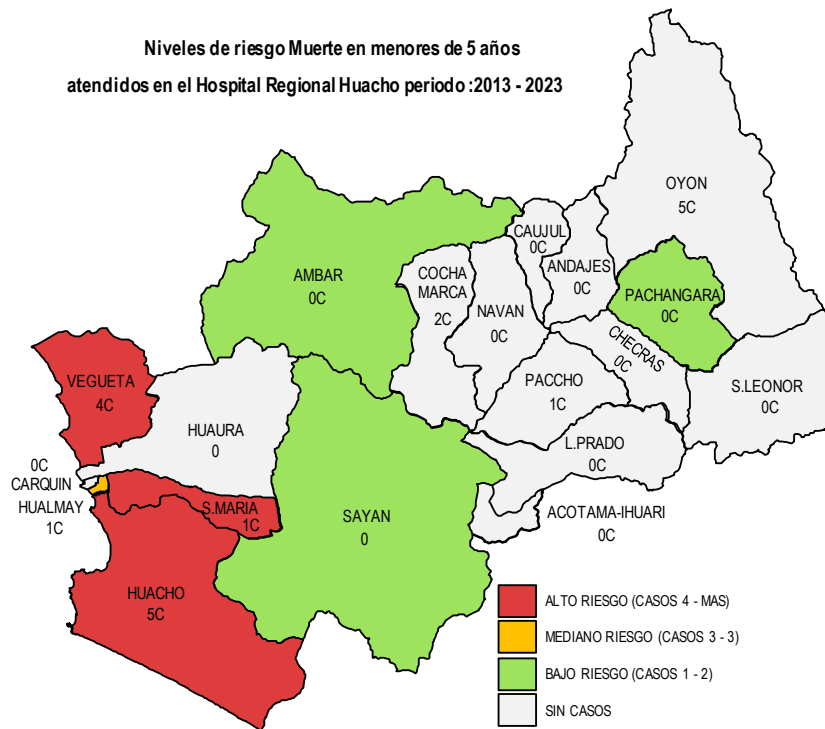 Niveles de riesgo Muerte en menores de 5 años
atendidos en el Hospital Regional Huacho periodo :2013 - 2023
OYON
5C
CAUJUL
0C
ANDAJES
0C
AMBAR
0C
COCHA
MARCA
2C
NAVAN
0C
PACHANGARA
0C
CHECRAS
0C
VEGUETA
4C
PACCHO
1C
S.LEONOR
0C
HUAURA
0
L.PRADO
0C
0C
CARQUIN
HUALMAY
1C
S.MARIA
1C
SAYAN
0
ACOTAMA-IHUARI
0C
HUACHO
5C
ALTO RIESGO (CASOS 4 - MAS)
MEDIANO RIESGO (CASOS 3 - 3)
BAJO RIESGO (CASOS 1 - 2)
SIN CASOS